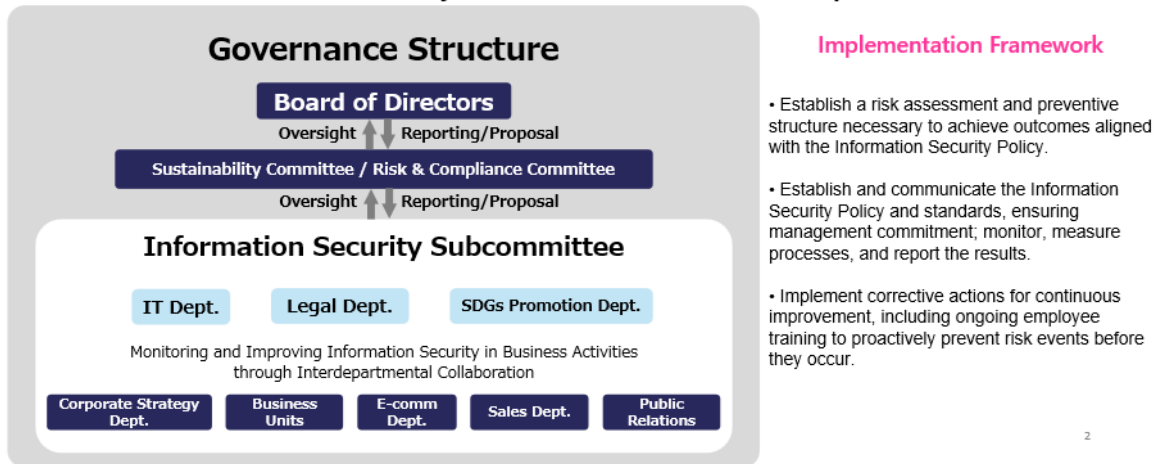 Governance Structure
Board of Directors
Oversight Reporting/Proposal
Sustainability Committee / Risk & Compliance Committee
Oversight Reporting/Proposal
Information Security Subcommittee
IT Dept. Legal Dept. SDGs Promotion Dept.
Monitoring and Improving Information Security in Business Activities
through Interdepartmental Collaboration
Corporate Strategy
Dept.
Business
Units
E-comm
Dept.
Sales Dept.
Public
Relations
Implementation Framework
• Establish a risk assessment and preventive
structure necessary to achieve outcomes aligned
with the Information Security Policy.
• Establish and communicate the Information
Security Policy and standards, ensuring
management commitment; monitor, measure
processes, and report the results.
• Implement corrective actions for continuous
improvement, including ongoing employee
training to proactively prevent risk events before
they occur.
2